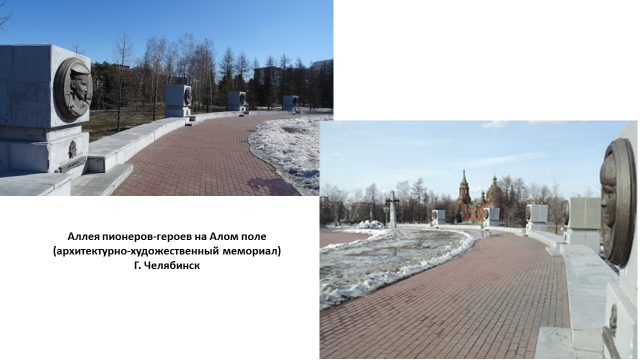 Аллея пионеров-героев на Алом поле
(архитектурно-художественный мемориал)
Г. Челябинск